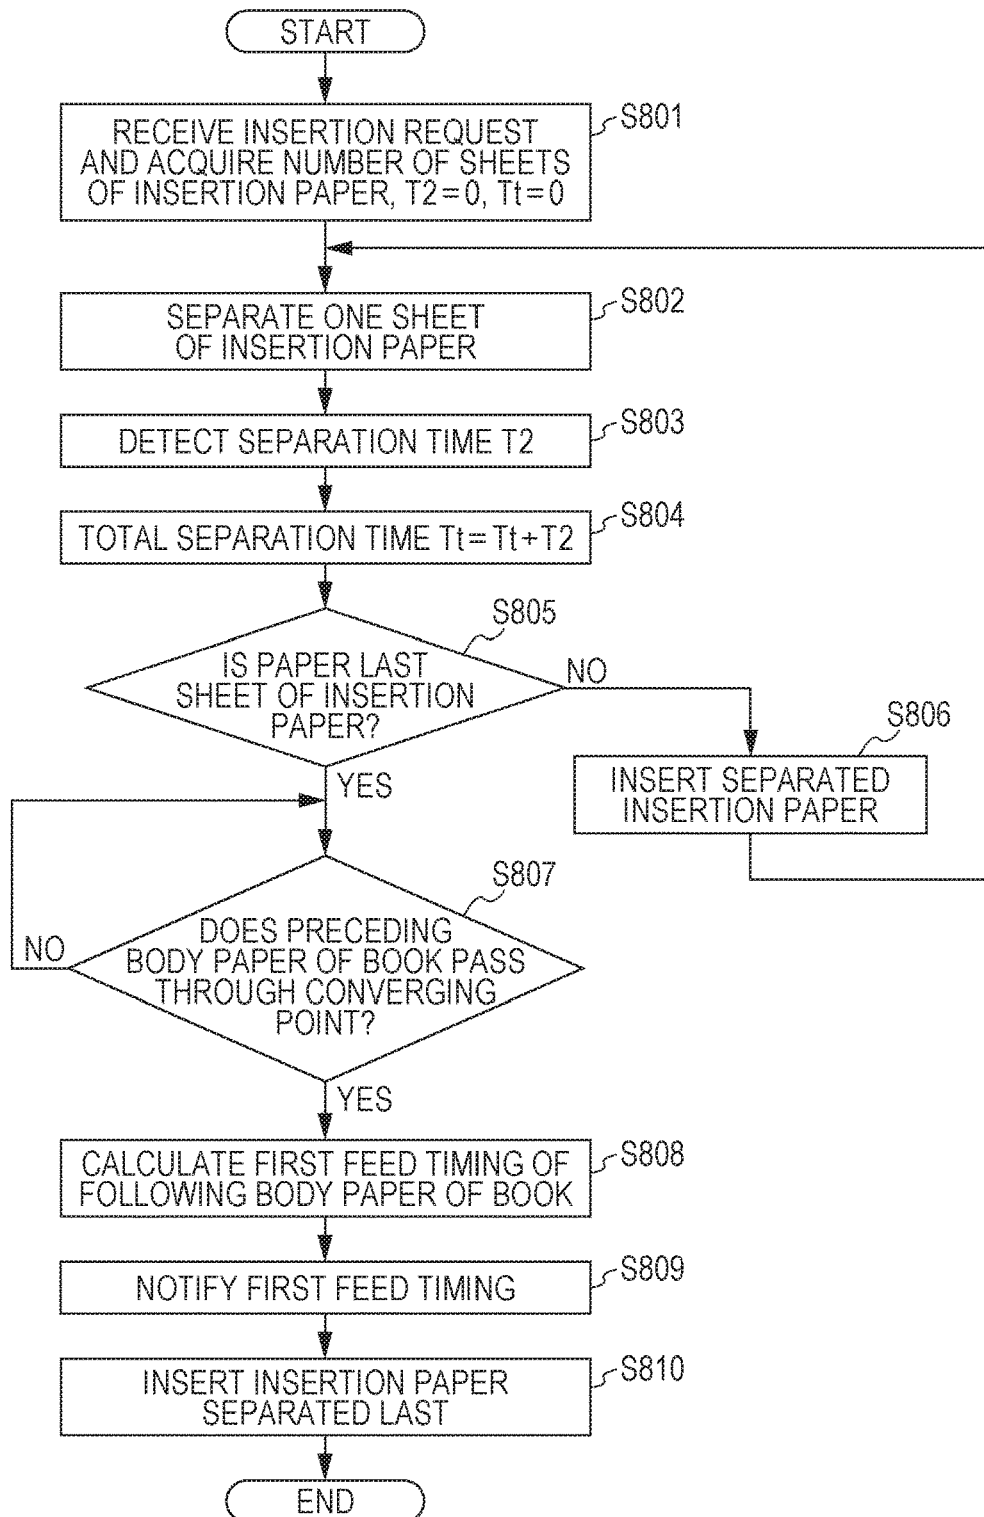 START
S801
RECEIVE INSERTION REQUEST
AND ACQUIRE NUMBER OF SHEETS
OF INSERTION PAPER, T2=0, Tt=0
S802
SEPARATE ONE SHEET
OF INSERTION PAPER
S803
DETECT SEPARATION TIME T2
S804
TOTAL SEPARATION TIME Tt=Tt+T2
S805
IS PAPER LAST
SHEET OF INSERTION
PAPER?
NO
YES
S806
INSERT SEPARATED
INSERTION PAPER
S807
DOES PRECEDING
BODY PAPER OF BOOK PASS
THROUGH CONVERGING
POINT?
NO
YES
S808
CALCULATE FIRST FEED TIMING OF
FOLLOWING BODY PAPER OF BOOK
S809
NOTIFY FIRST FEED TIMING
S810
INSERT INSERTION PAPER
SEPARATED LAST
END